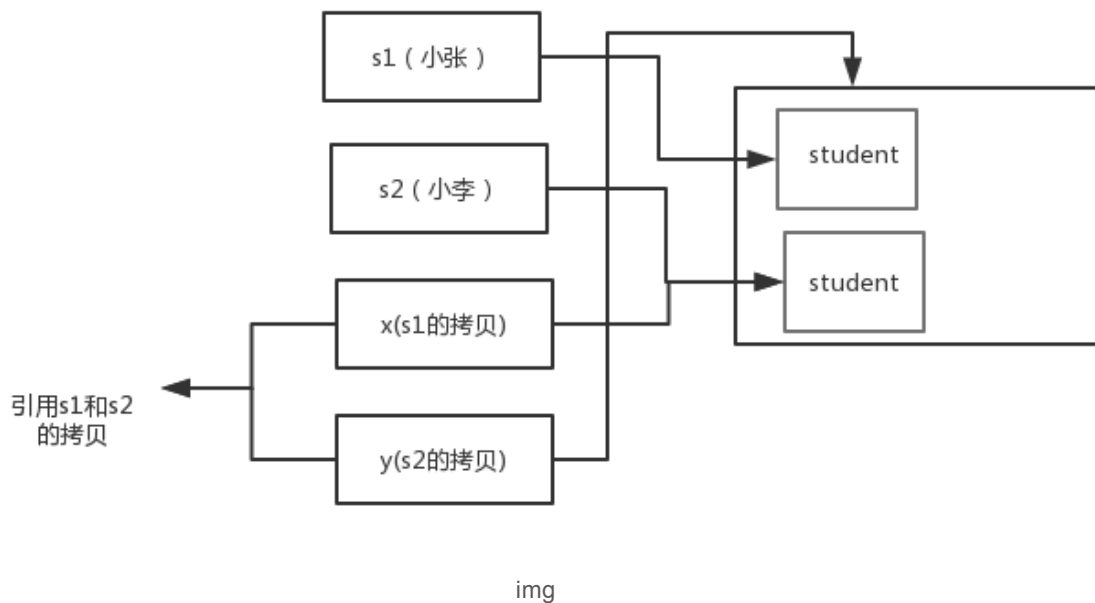 s1（小张）
student
s2（小李）
student
x(s1的拷贝)
引用s1和s2
的拷贝
y(s2的拷贝)
img